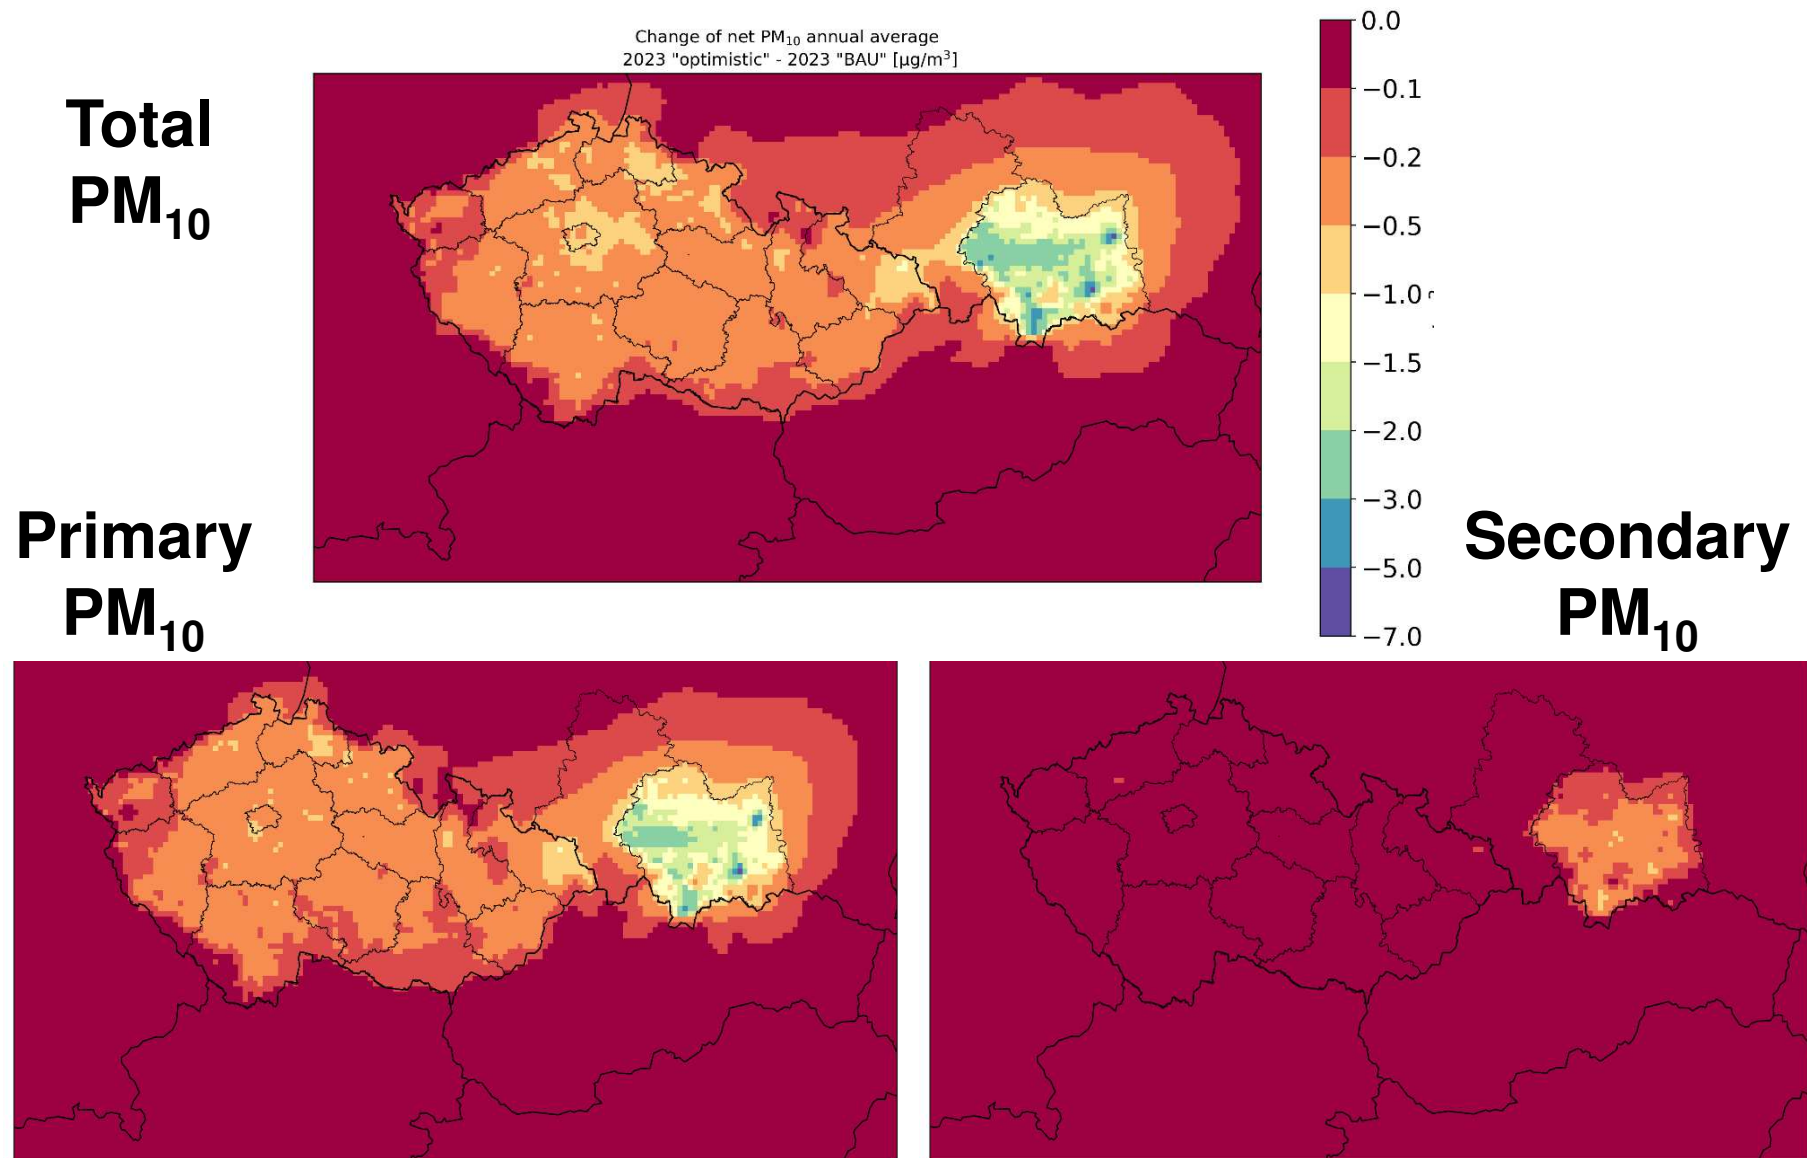 Change of net PM₁₀ annual average
2023 "optimistic" - 2023 "BAU" [μg/m³]
Total
PM₁₀
0.0
−0.1
−0.2
−0.5
−1.0
−1.5
−2.0
−3.0
−5.0
−7.0
Primary
PM₁₀
Secondary
PM₁₀